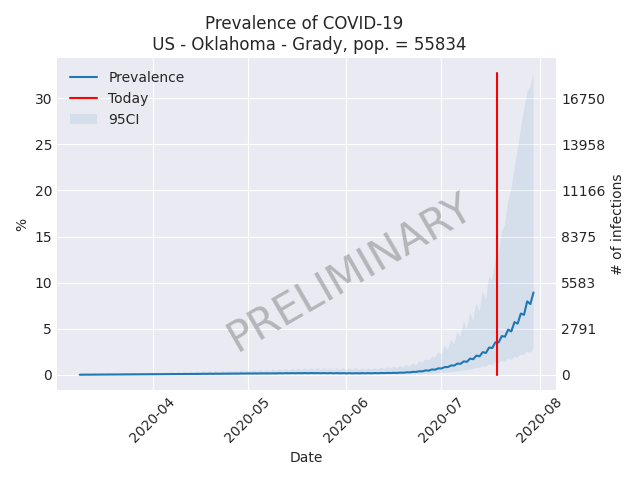 Prevalence of COVID-19
US - Oklahoma - Grady, pop. = 55834
Prevalence
Today
95CI
PRELIMINARY
%
30
25
20
15
10
5
0
16750
13958
11166
8375
5583
2791
0
# of infections
2020-04
2020-05
2020-06
2020-07
2020-08
Date